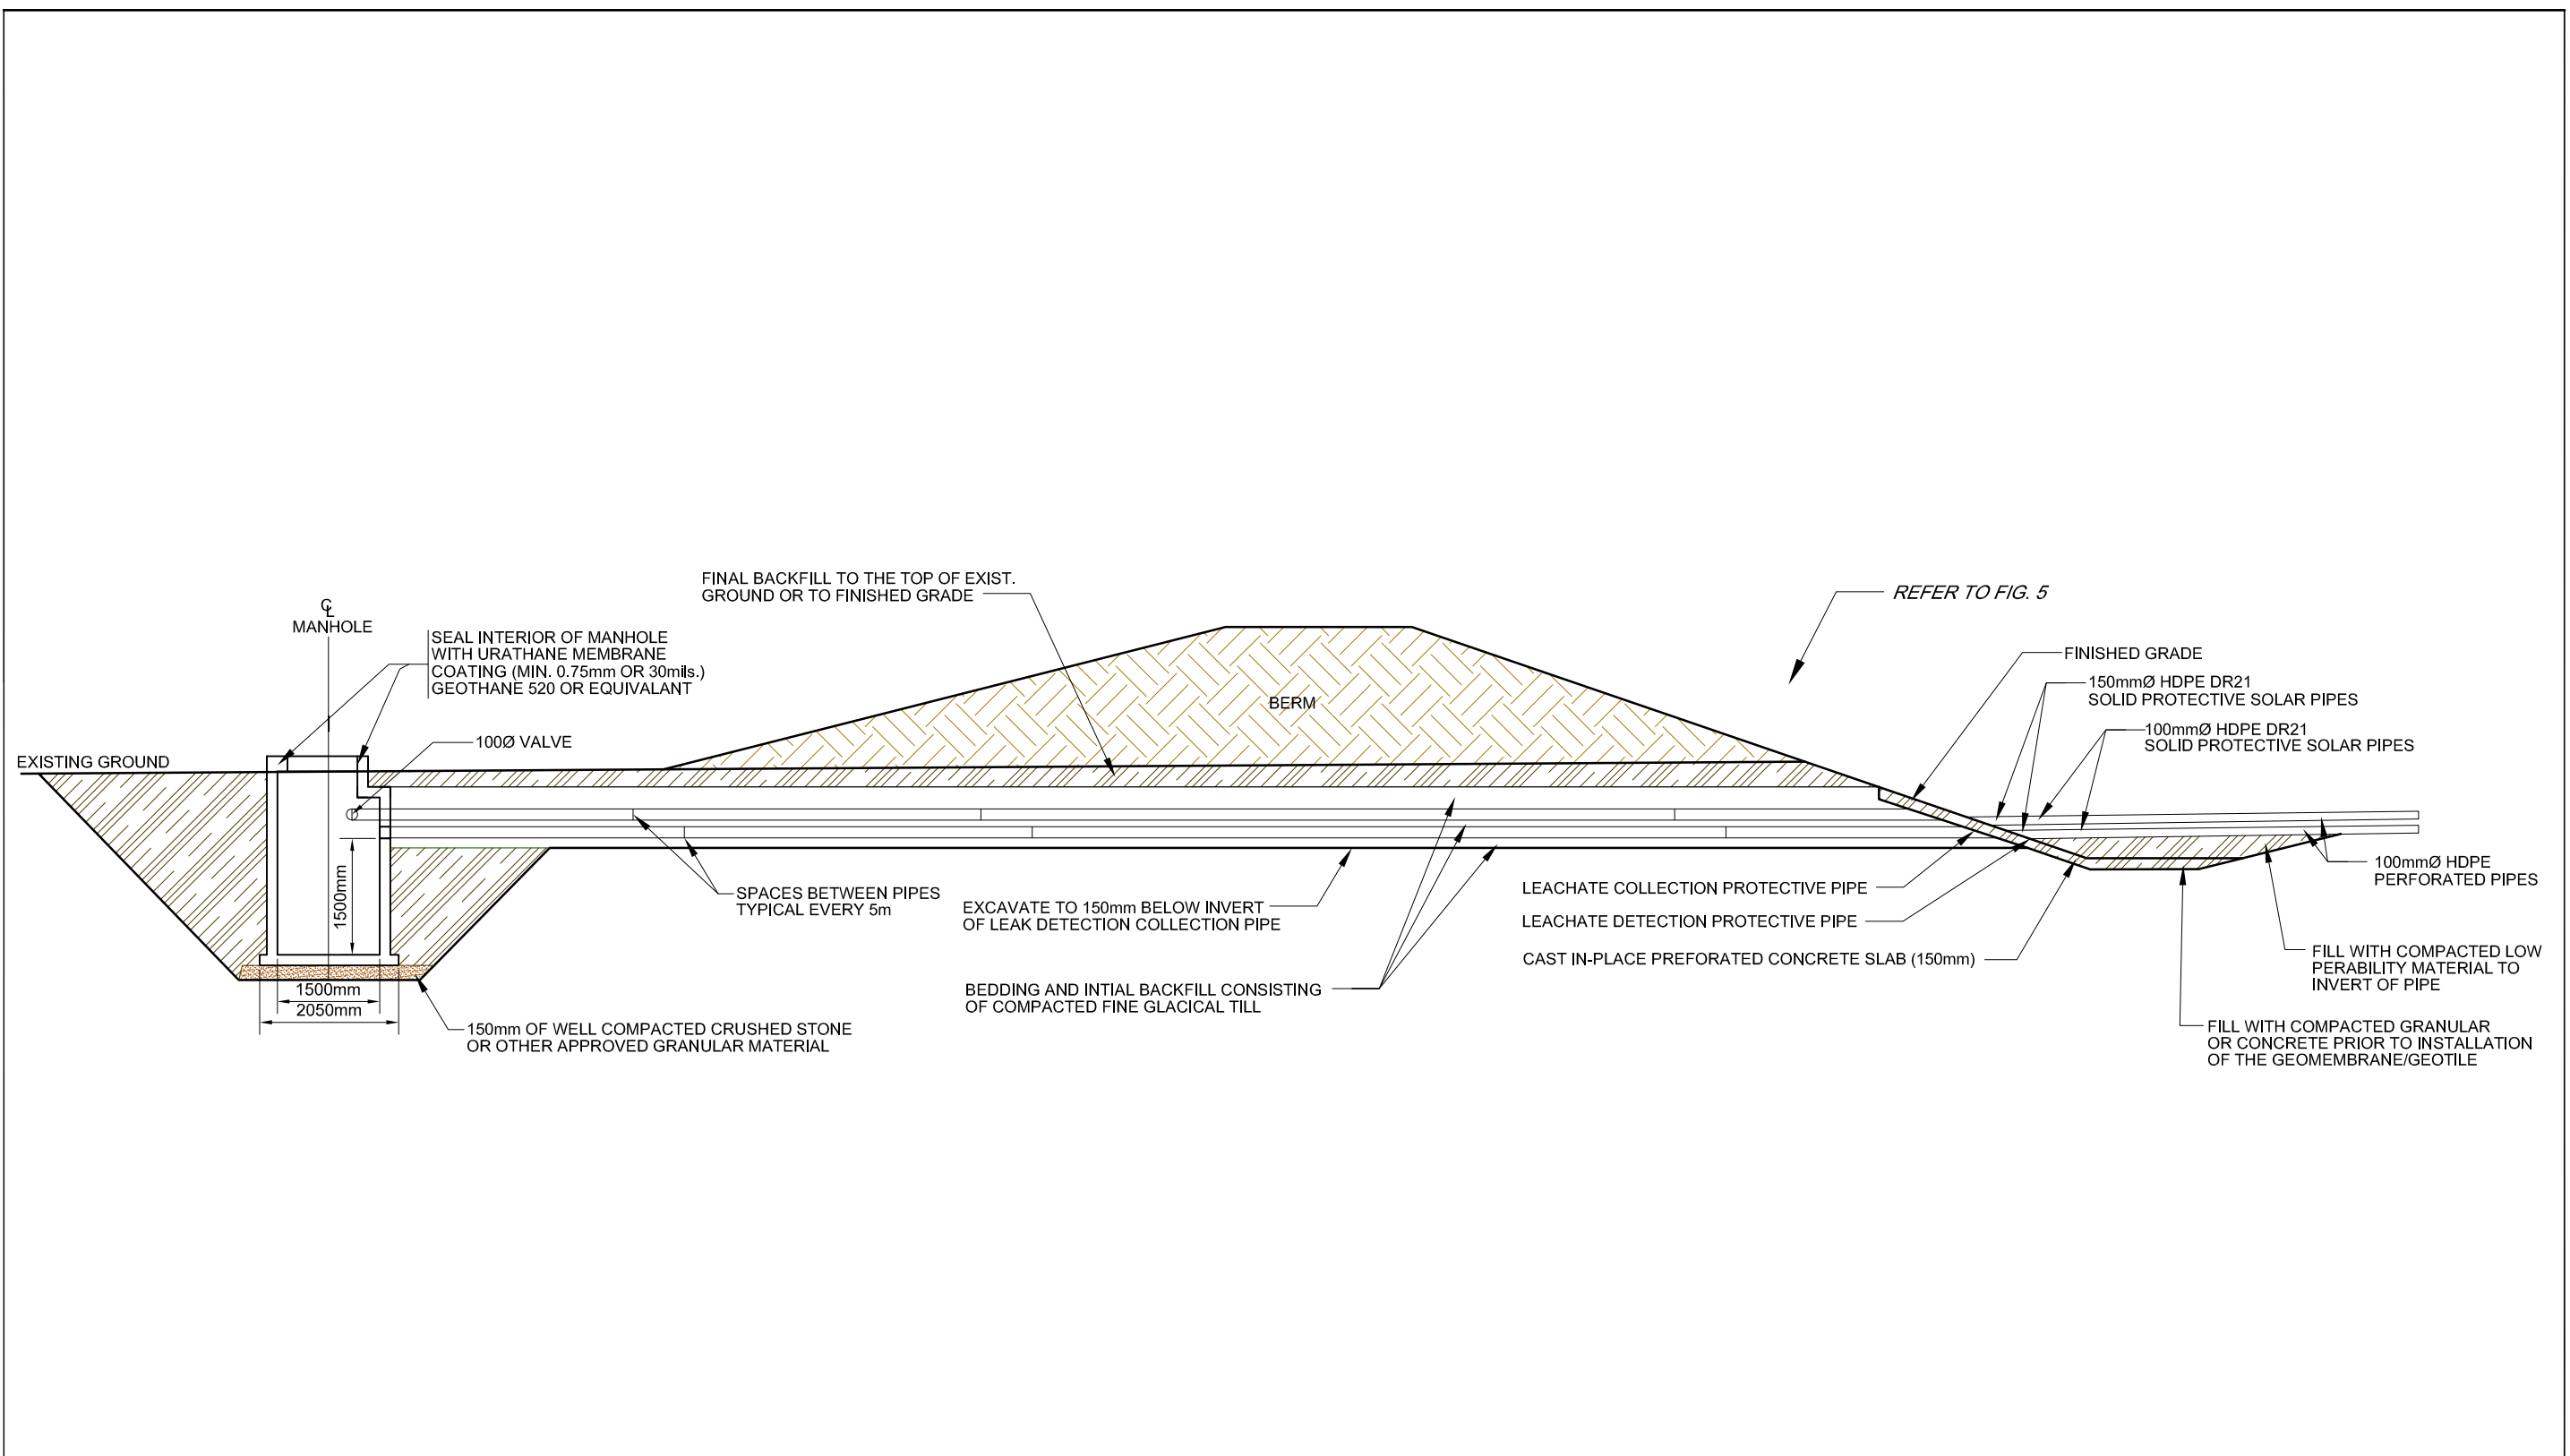 FINAL BACKFILL TO THE TOP OF EXIST.
GROUND OR TO FINISHED GRADE
REFER TO FIG. 5
℄
MANHOLE
SEAL INTERIOR OF MANHOLE
WITH URATHANE MEMBRANE
COATING (MIN. 0.75mm OR 30mils.)
GEOTHANE 520 OR EQUIVALANT
FINISHED GRADE
150mmØ HDPE DR21
SOLID PROTECTIVE SOLAR PIPES
BERM
100mmØ HDPE DR21
SOLID PROTECTIVE SOLAR PIPES
100Ø VALVE
EXISTING GROUND
1500mm
SPACES BETWEEN PIPES
TYPICAL EVERY 5m
EXCAVATE TO 150mm BELOW INVERT
OF LEAK DETECTION COLLECTION PIPE
LEACHATE COLLECTION PROTECTIVE PIPE
LEACHATE DETECTION PROTECTIVE PIPE
CAST IN-PLACE PREFORATED CONCRETE SLAB (150mm)
100mmØ HDPE
PERFORATED PIPES
FILL WITH COMPACTED LOW
PERABILITY MATERIAL TO
INVERT OF PIPE
1500mm
2050mm
BEDDING AND INTIAL BACKFILL CONSISTING
OF COMPACTED FINE GLACICAL TILL
150mm OF WELL COMPACTED CRUSHED STONE
OR OTHER APPROVED GRANULAR MATERIAL
FILL WITH COMPACTED GRANULAR
OR CONCRETE PRIOR TO INSTALLATION
OF THE GEOMEMBRANE/GEOTILE